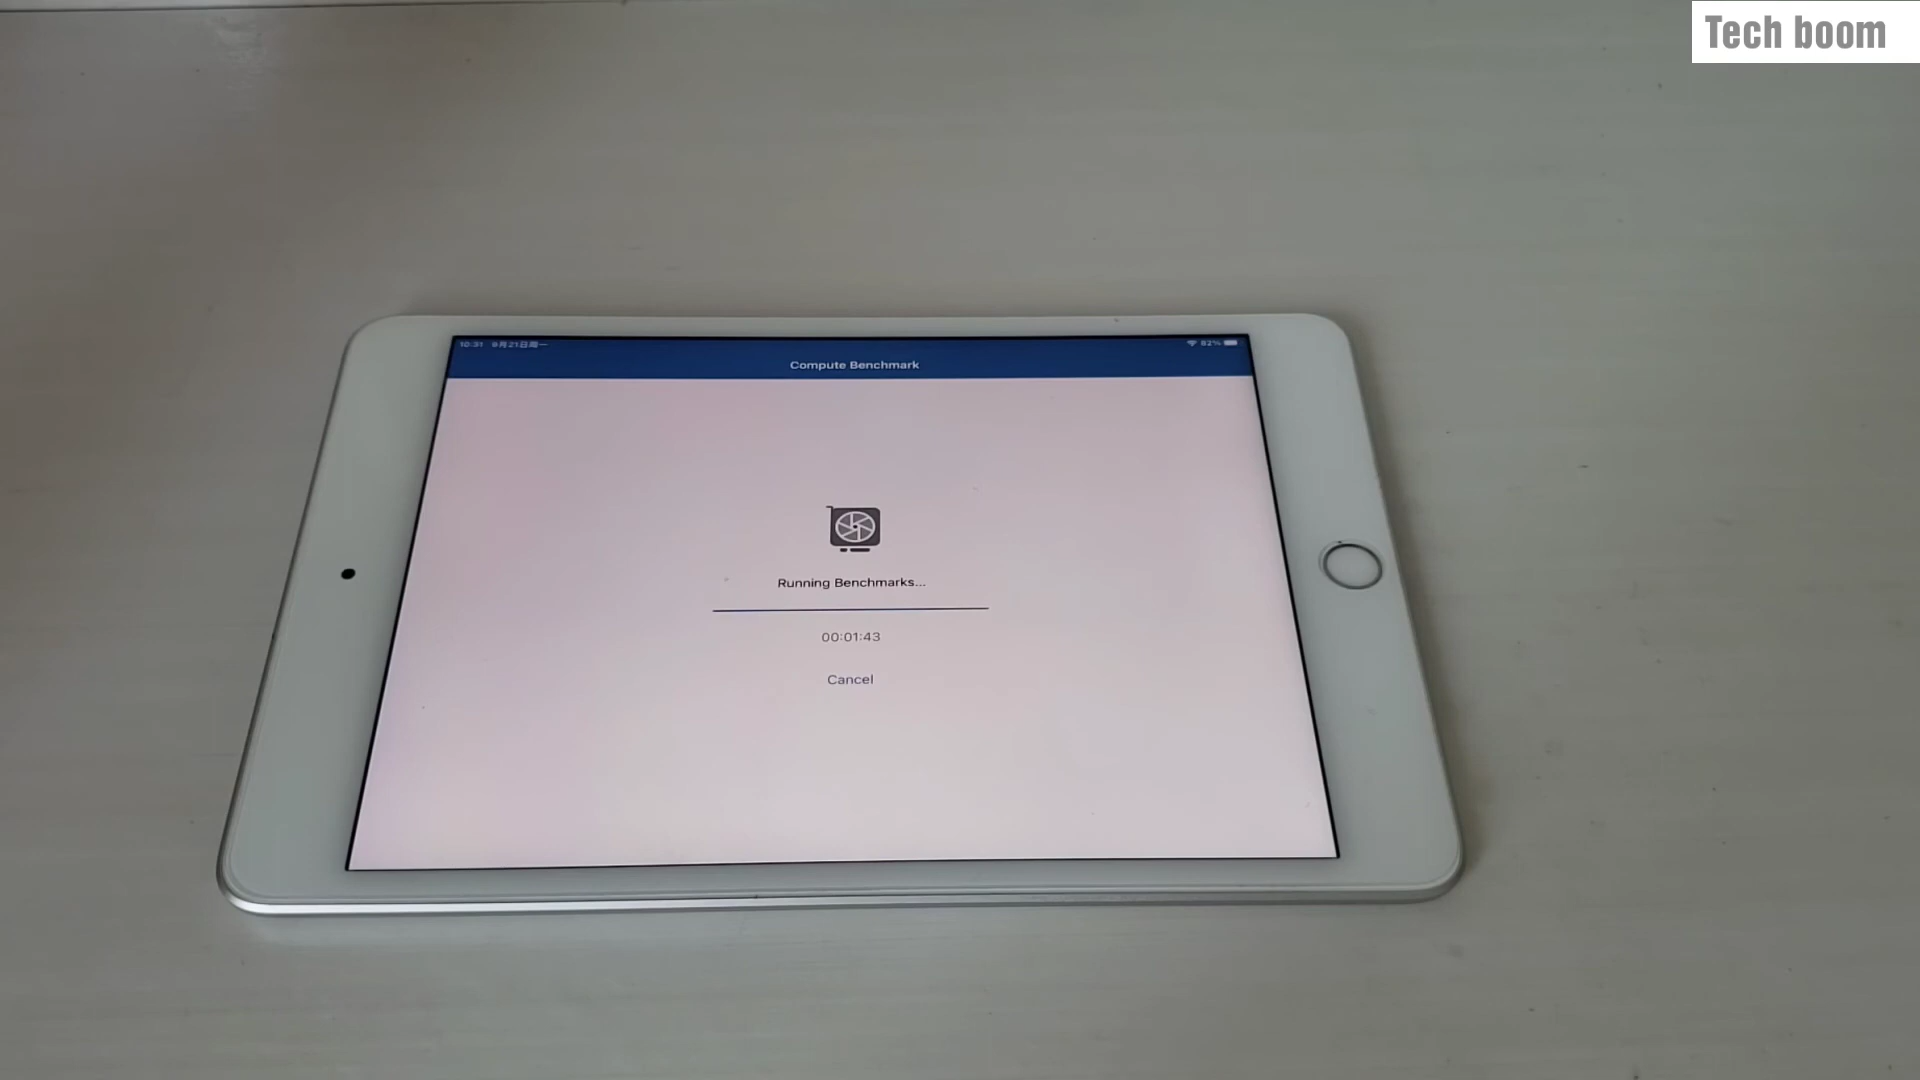 Tech boom
10:31 9月21日周一
82%
Compute Benchmark
Running Benchmarks...
00:01:43
Cancel